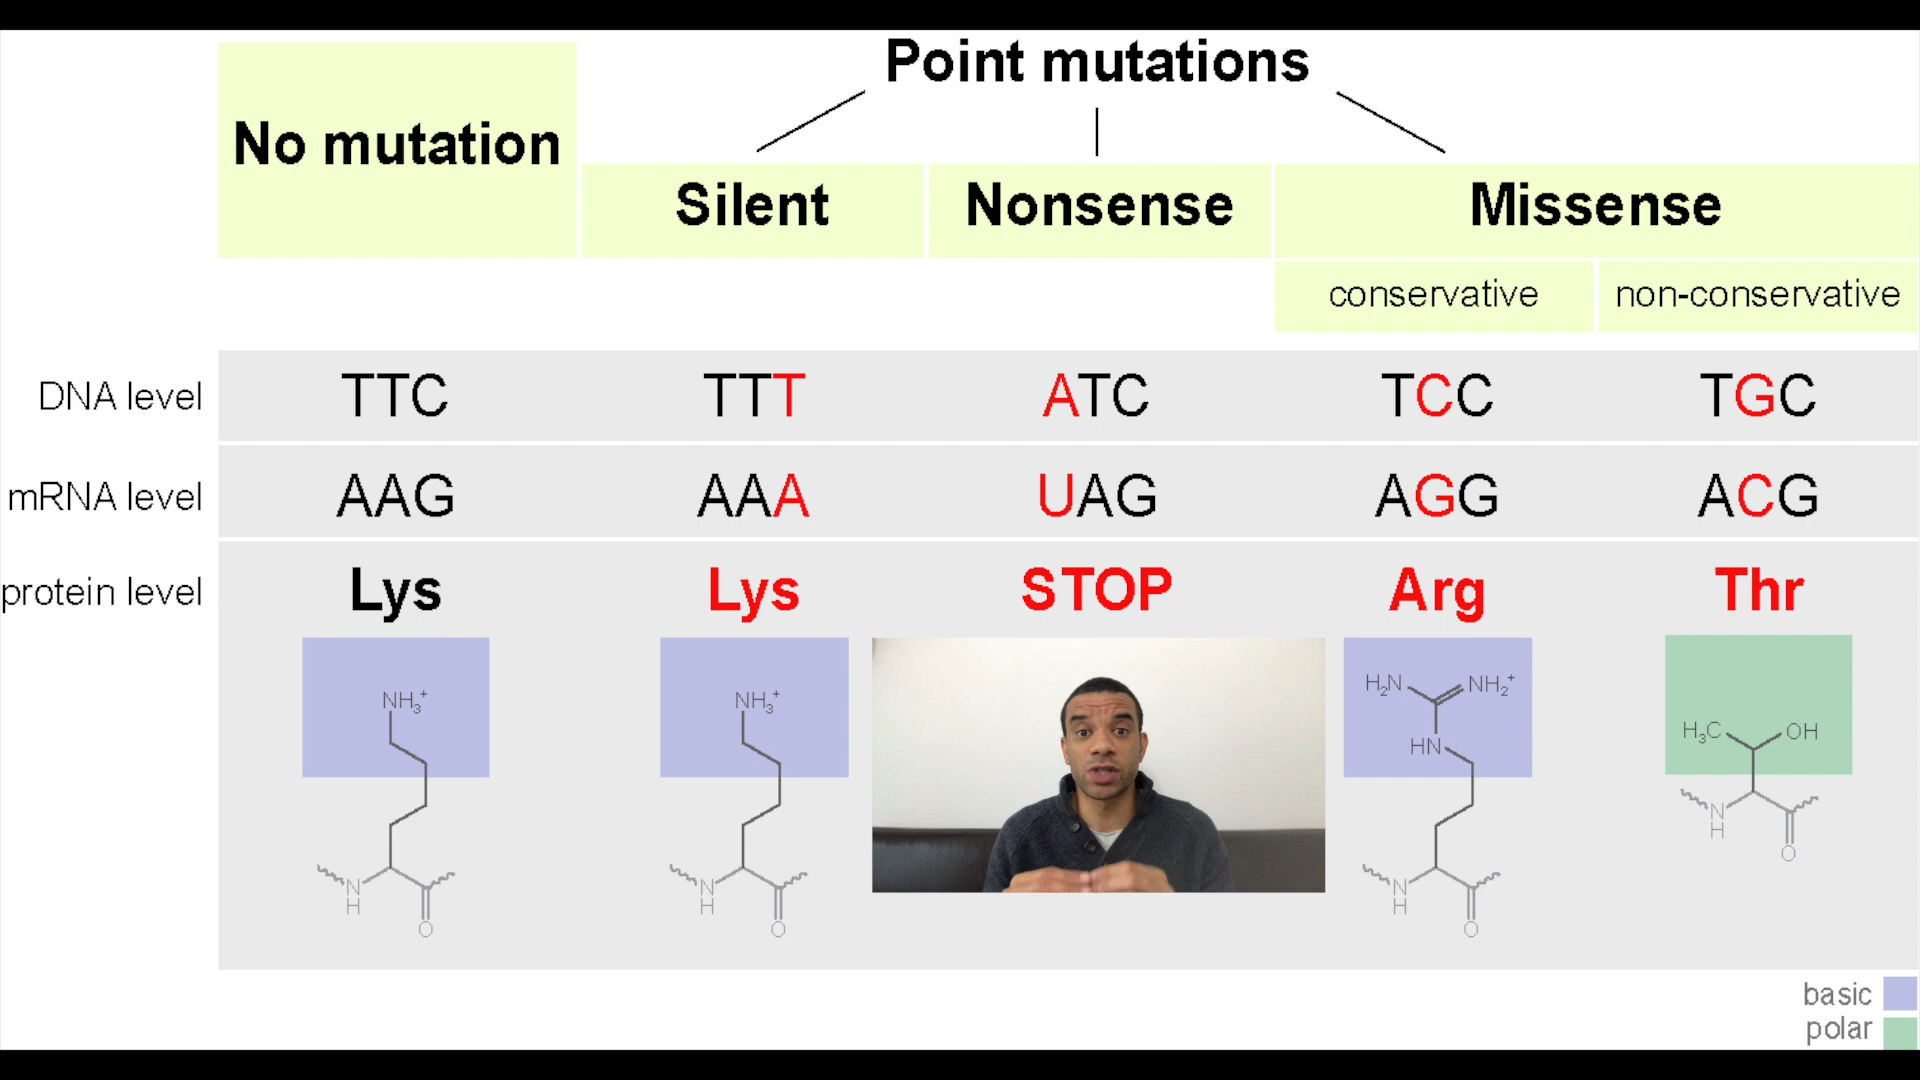 Point mutations
No mutation
Silent
Nonsense
Missense
conservative
non-conservative
DNA level
TTC
TTT
ATC
TCC
TGC
mRNA level
AAG
AAA
UAG
AGG
ACG
protein level
Lys
Lys
STOP
Arg
Thr
NH3+
N
H
O
NH3+
N
H
O
H2N
NH2+
HN
N
H
O
H3C
OH
N
H
O
basic
polar